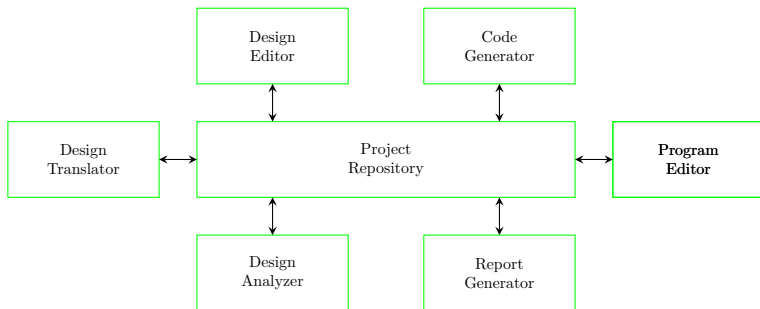 Design
Editor
Code
Generator
Design
Translator
Project
Repository
Program
Editor
Design
Analyzer
Report
Generator